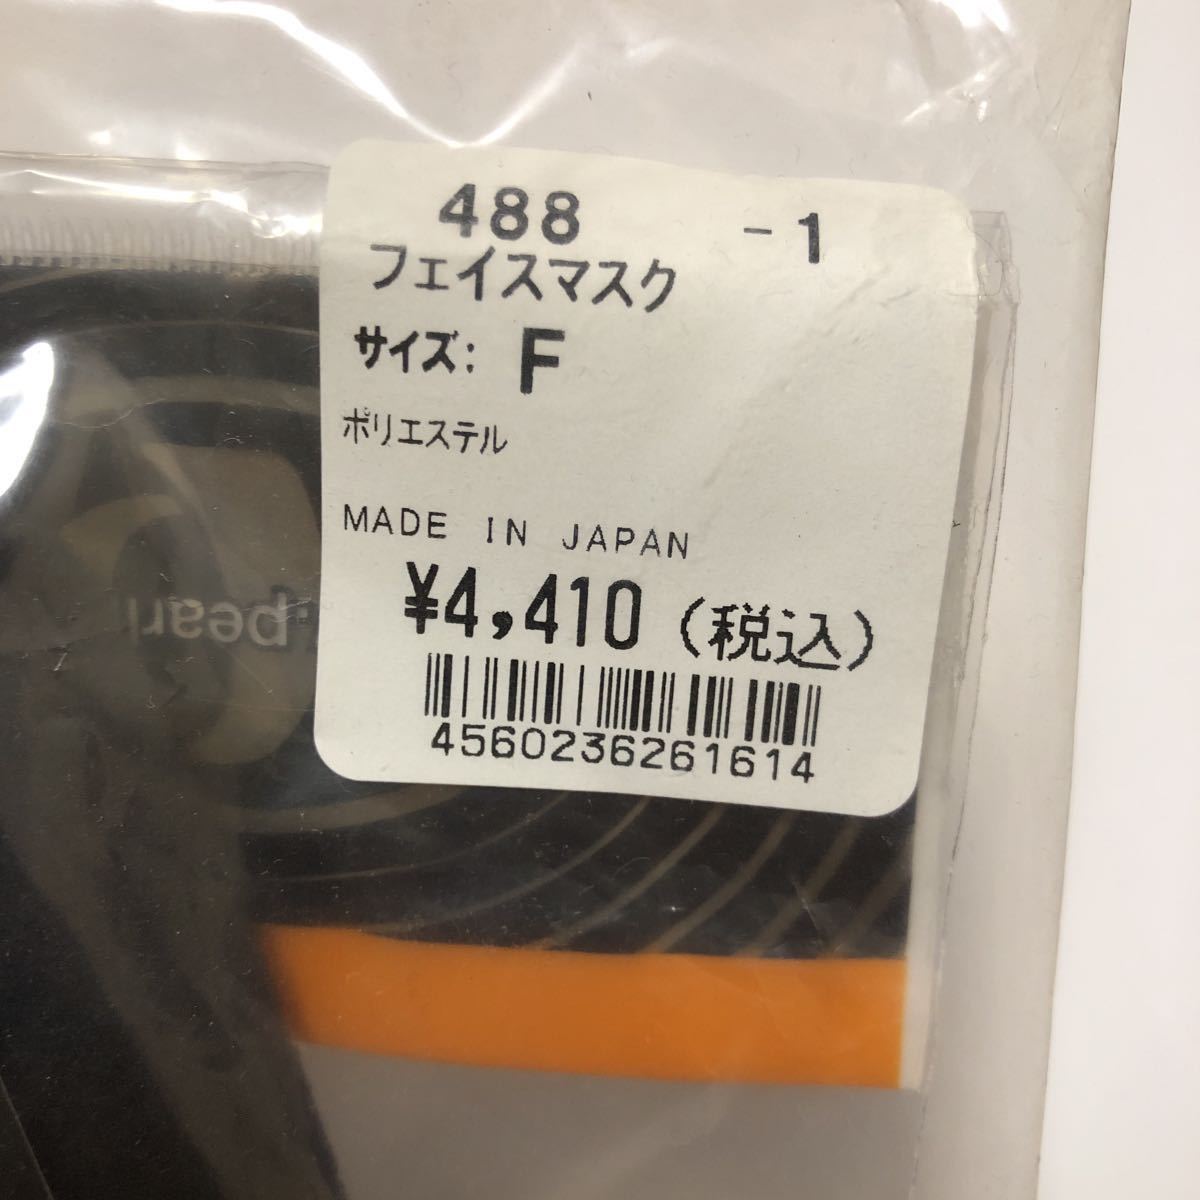 488 -1
フェイスマスク
サイズ: F
ポリエステル
MADE IN JAPAN
¥4,410 (税込)
4560236261614
pearl